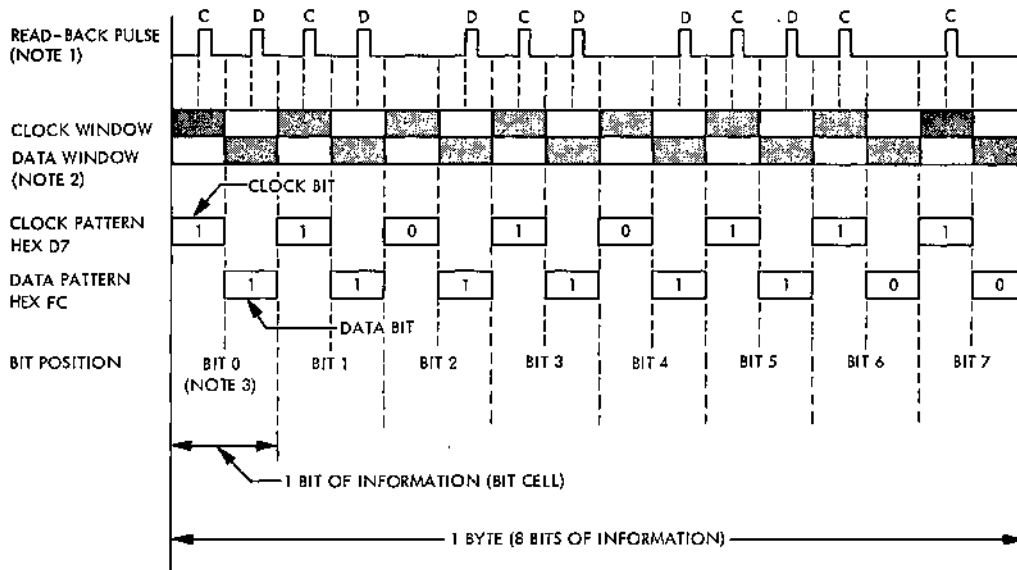 C D C D D C D D C D C C
READ-BACK PULSE
(NOTE 1)
CLOCK WINDOW
DATA WINDOW
(NOTE 2)
CLOCK BIT
CLOCK PATTERN
HEX D7
1 1 0 1 0 1 1 1
DATA PATTERN
HEX FC
1 1 1 1 1 1 0 0
DATA BIT
BIT POSITION
BIT 0 BIT 1 BIT 2 BIT 3 BIT 4 BIT 5 BIT 6 BIT 7
(NOTE 3)
1 BIT OF INFORMATION (BIT CELL)
1 BYTE (8 BITS OF INFORMATION)